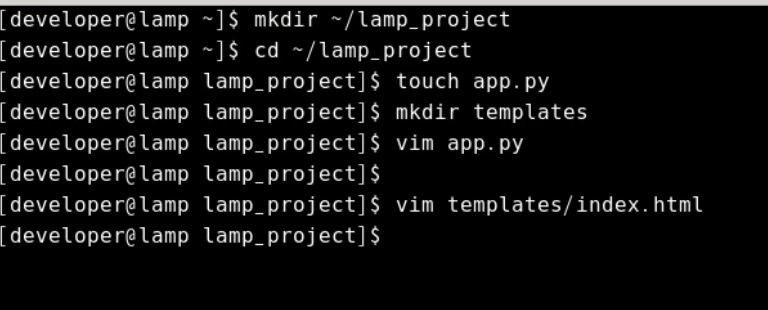 [developer@lamp ~]$ mkdir ~/lamp_project
[developer@lamp ~]$ cd ~/lamp_project
[developer@lamp lamp_project]$ touch app.py
[developer@lamp lamp_project]$ mkdir templates
[developer@lamp lamp_project]$ vim app.py
[developer@lamp lamp_project]$
[developer@lamp lamp_project]$ vim templates/index.html
[developer@lamp lamp_project]$